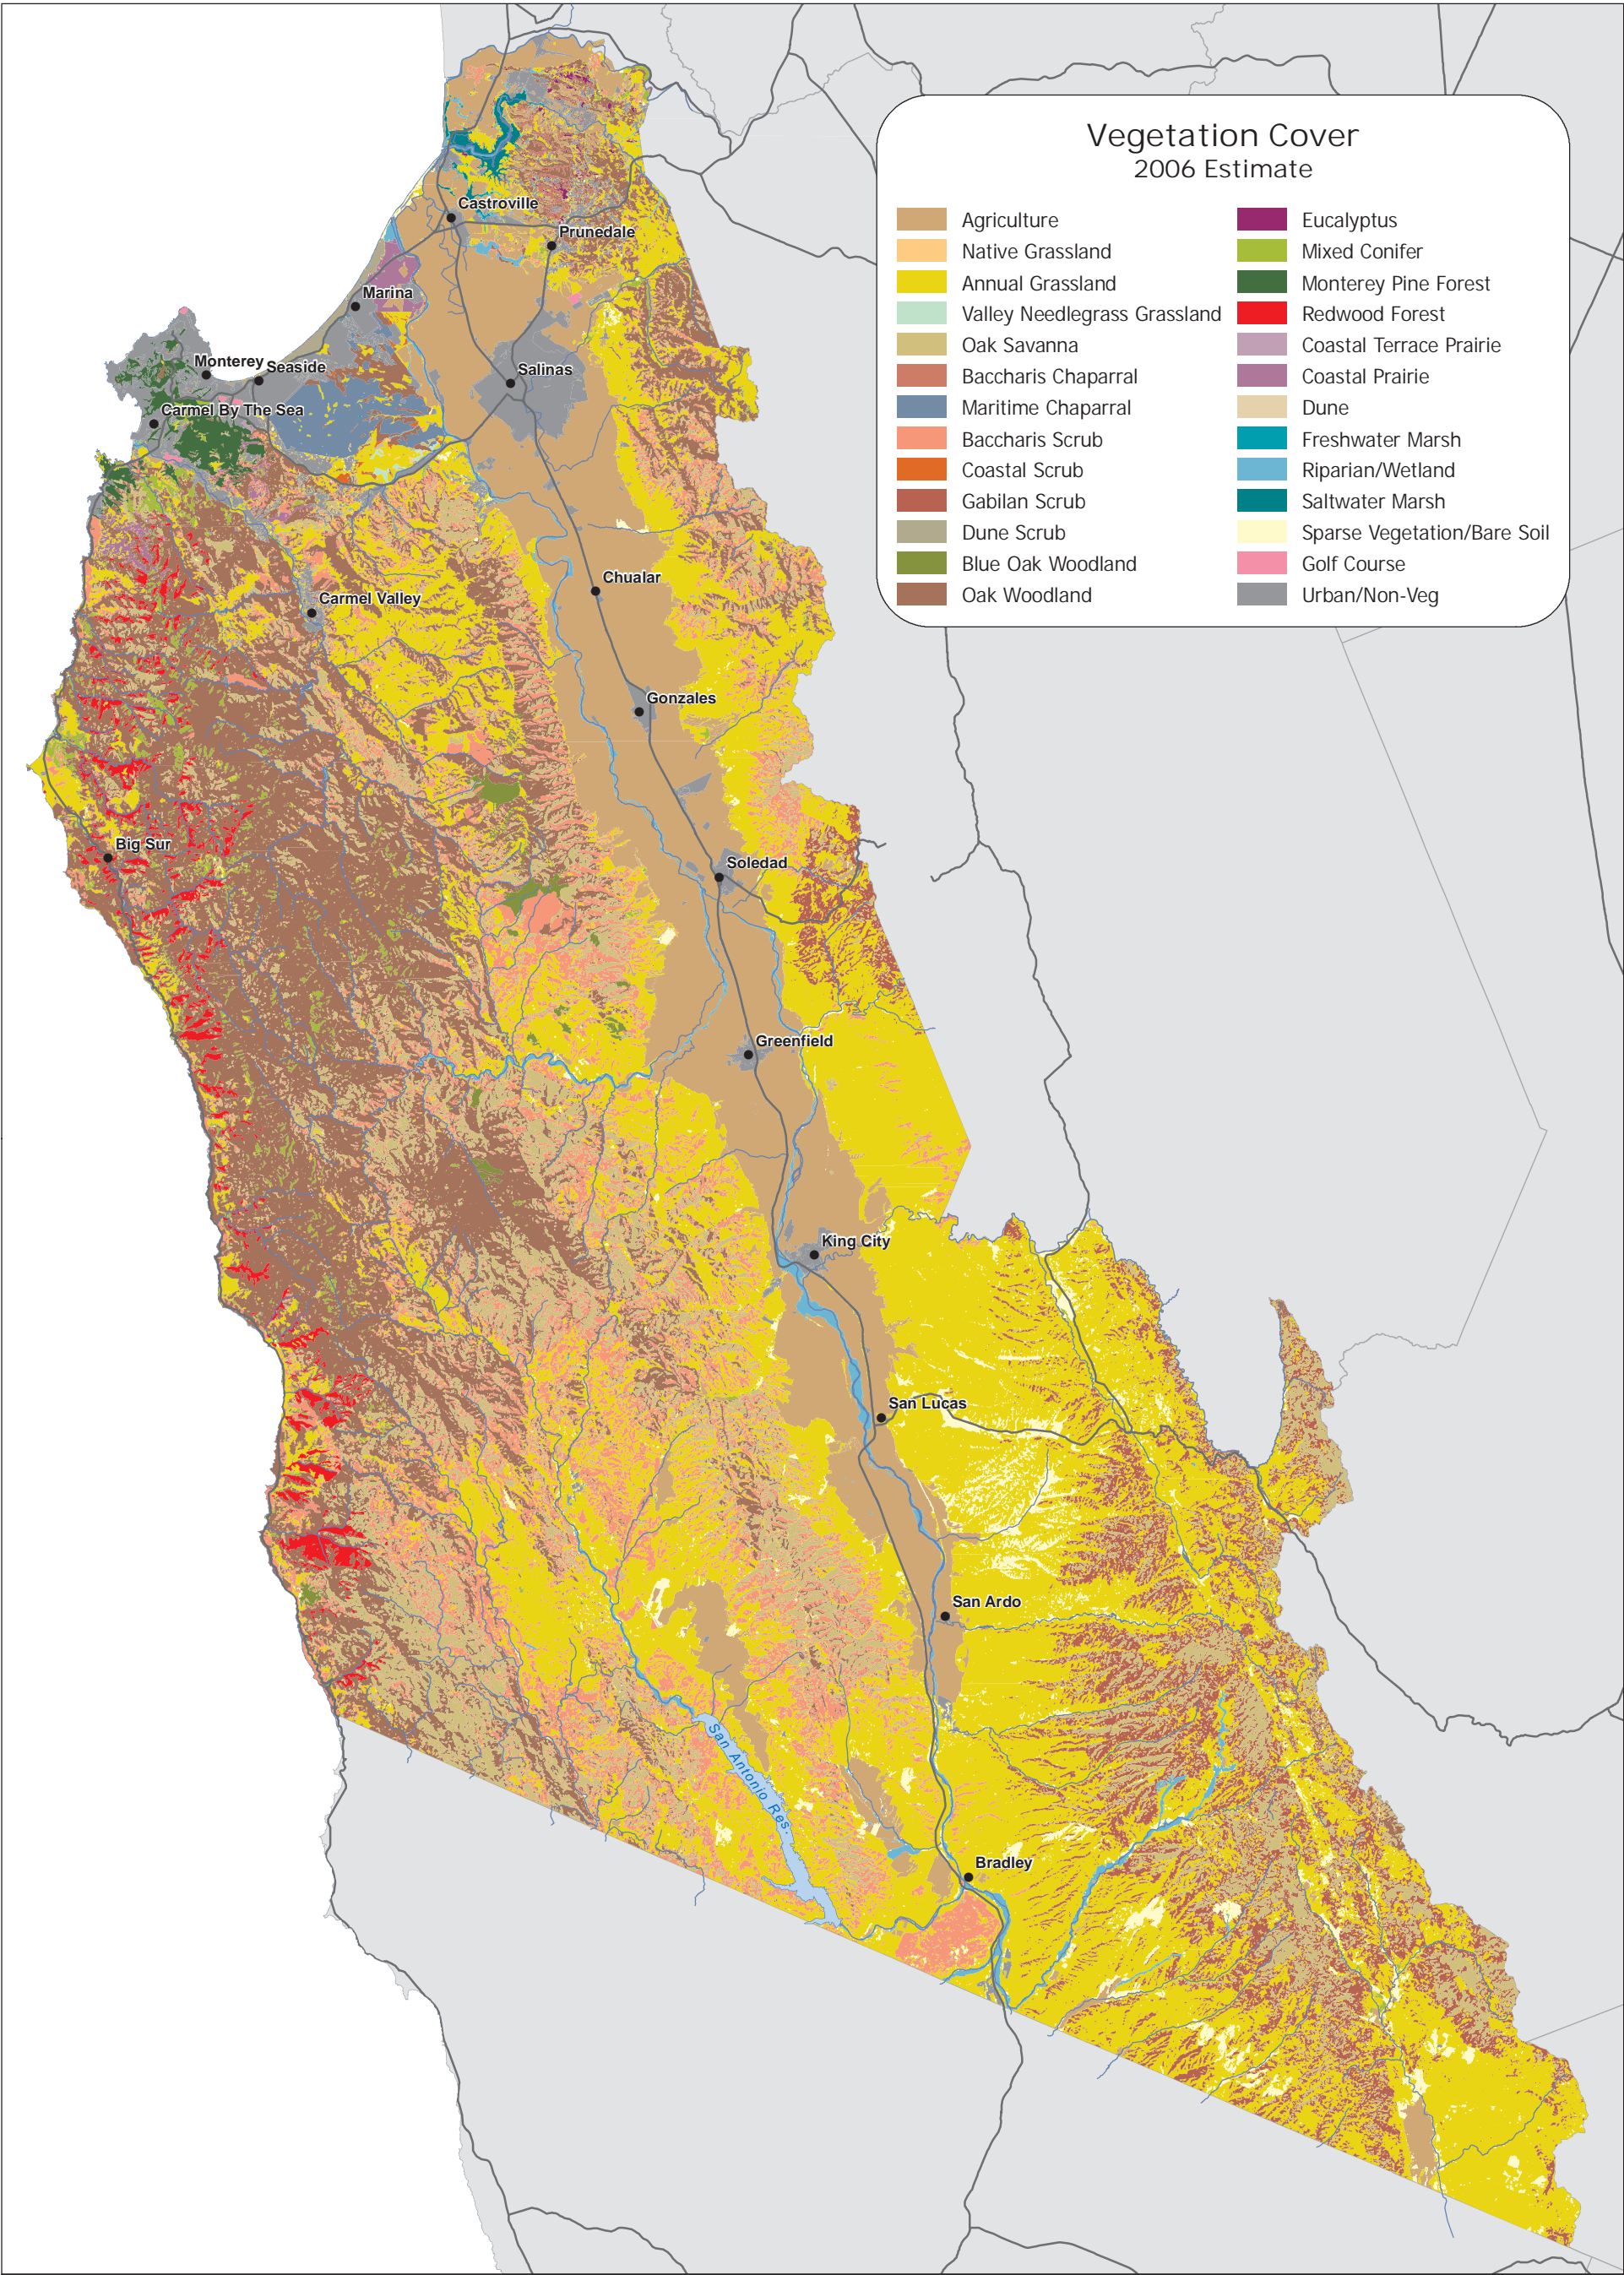 Vegetation Cover
2006 Estimate
Agriculture
Native Grassland
Annual Grassland
Valley Needlegrass Grassland
Oak Savanna
Baccharis Chaparral
Maritime Chaparral
Baccharis Scrub
Coastal Scrub
Gabilan Scrub
Dune Scrub
Blue Oak Woodland
Oak Woodland
Eucalyptus
Mixed Conifer
Monterey Pine Forest
Redwood Forest
Coastal Terrace Prairie
Coastal Prairie
Dune
Freshwater Marsh
Riparian/Wetland
Saltwater Marsh
Sparse Vegetation/Bare Soil
Golf Course
Urban/Non-Veg
Castroville
Prunedale
Marina
Monterey
Seaside
Salinas
Carmel By The Sea
Chualar
Carmel Valley
Gonzales
Big Sur
Soledad
Greenfield
King City
San Lucas
San Ardo
San Antonio Res.
Bradley